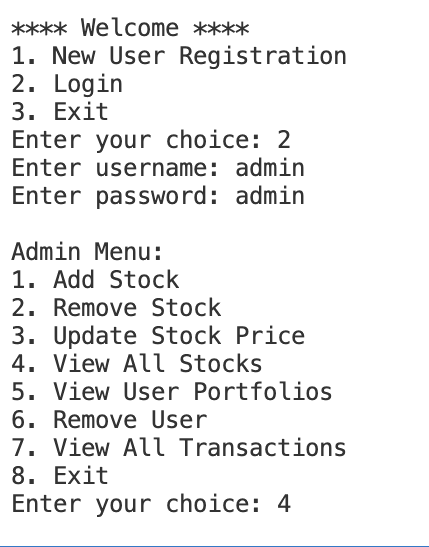 **** Welcome ****
1. New User Registration
2. Login
3. Exit
Enter your choice: 2
Enter username: admin
Enter password: admin
Admin Menu:
1. Add Stock
2. Remove Stock
3. Update Stock Price
4. View All Stocks
5. View User Portfolios
6. Remove User
7. View All Transactions
8. Exit
Enter your choice: 4